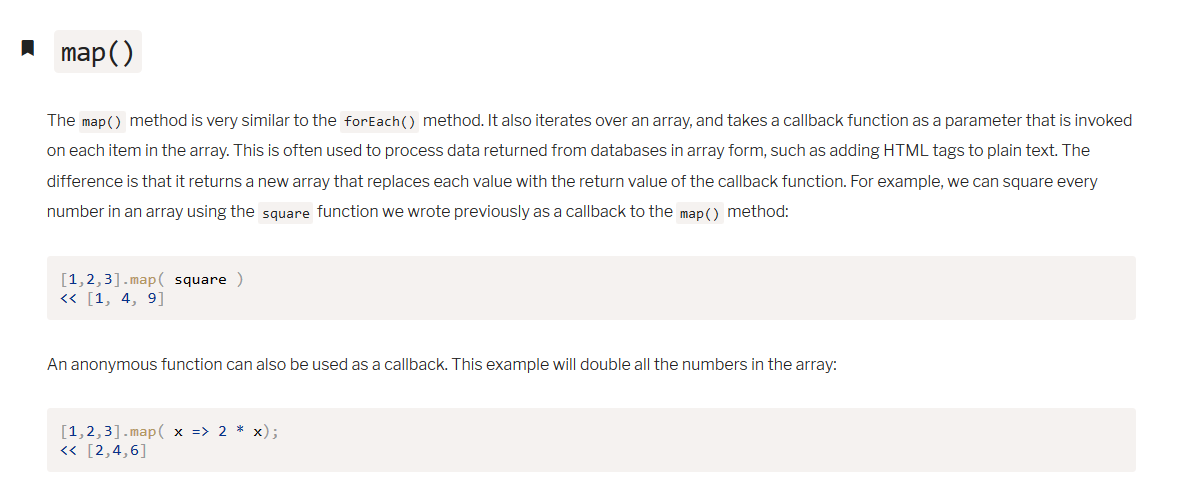 map()
The map() method is very similar to the forEach() method. It also iterates over an array, and takes a callback function as a parameter that is invoked
on each item in the array. This is often used to process data returned from databases in array form, such as adding HTML tags to plain text. The
difference is that it returns a new array that replaces each value with the return value of the callback function. For example, we can square every
number in an array using the square function we wrote previously as a callback to the map() method:
[1,2,3].map( square )
<< [1, 4, 9]
An anonymous function can also be used as a callback. This example will double all the numbers in the array:
[1,2,3].map( x => 2 * x);
<< [2,4,6]